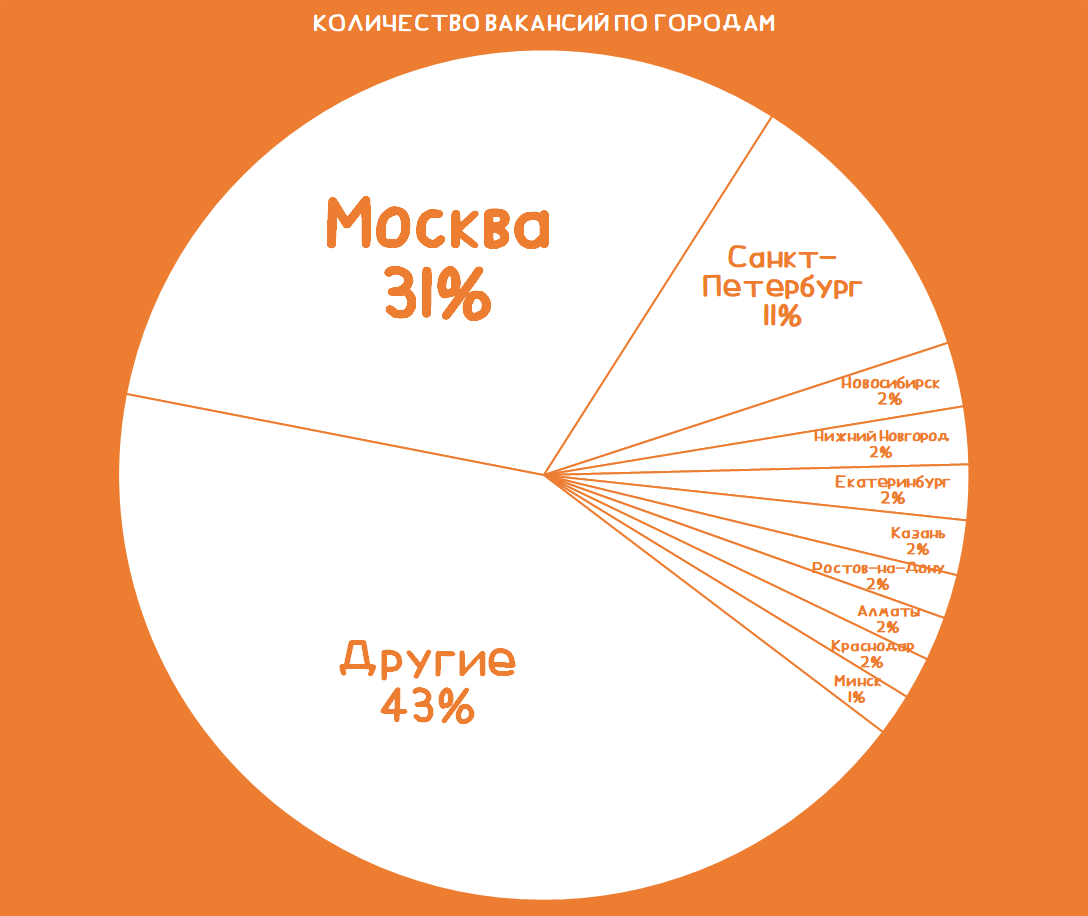 КОЛИЧЕСТВО ВАКАНСИЙ ПО ГОРОДАМ
Москва
31%
Санкт-
Петербург
11%
Новосибирск
2%
Нижний Новгород
2%
Екатеринбург
2%
Казань
2%
Ростов-на-Дону
2%
Алматы
2%
Краснодар
2%
Минск
1%
Другие
43%